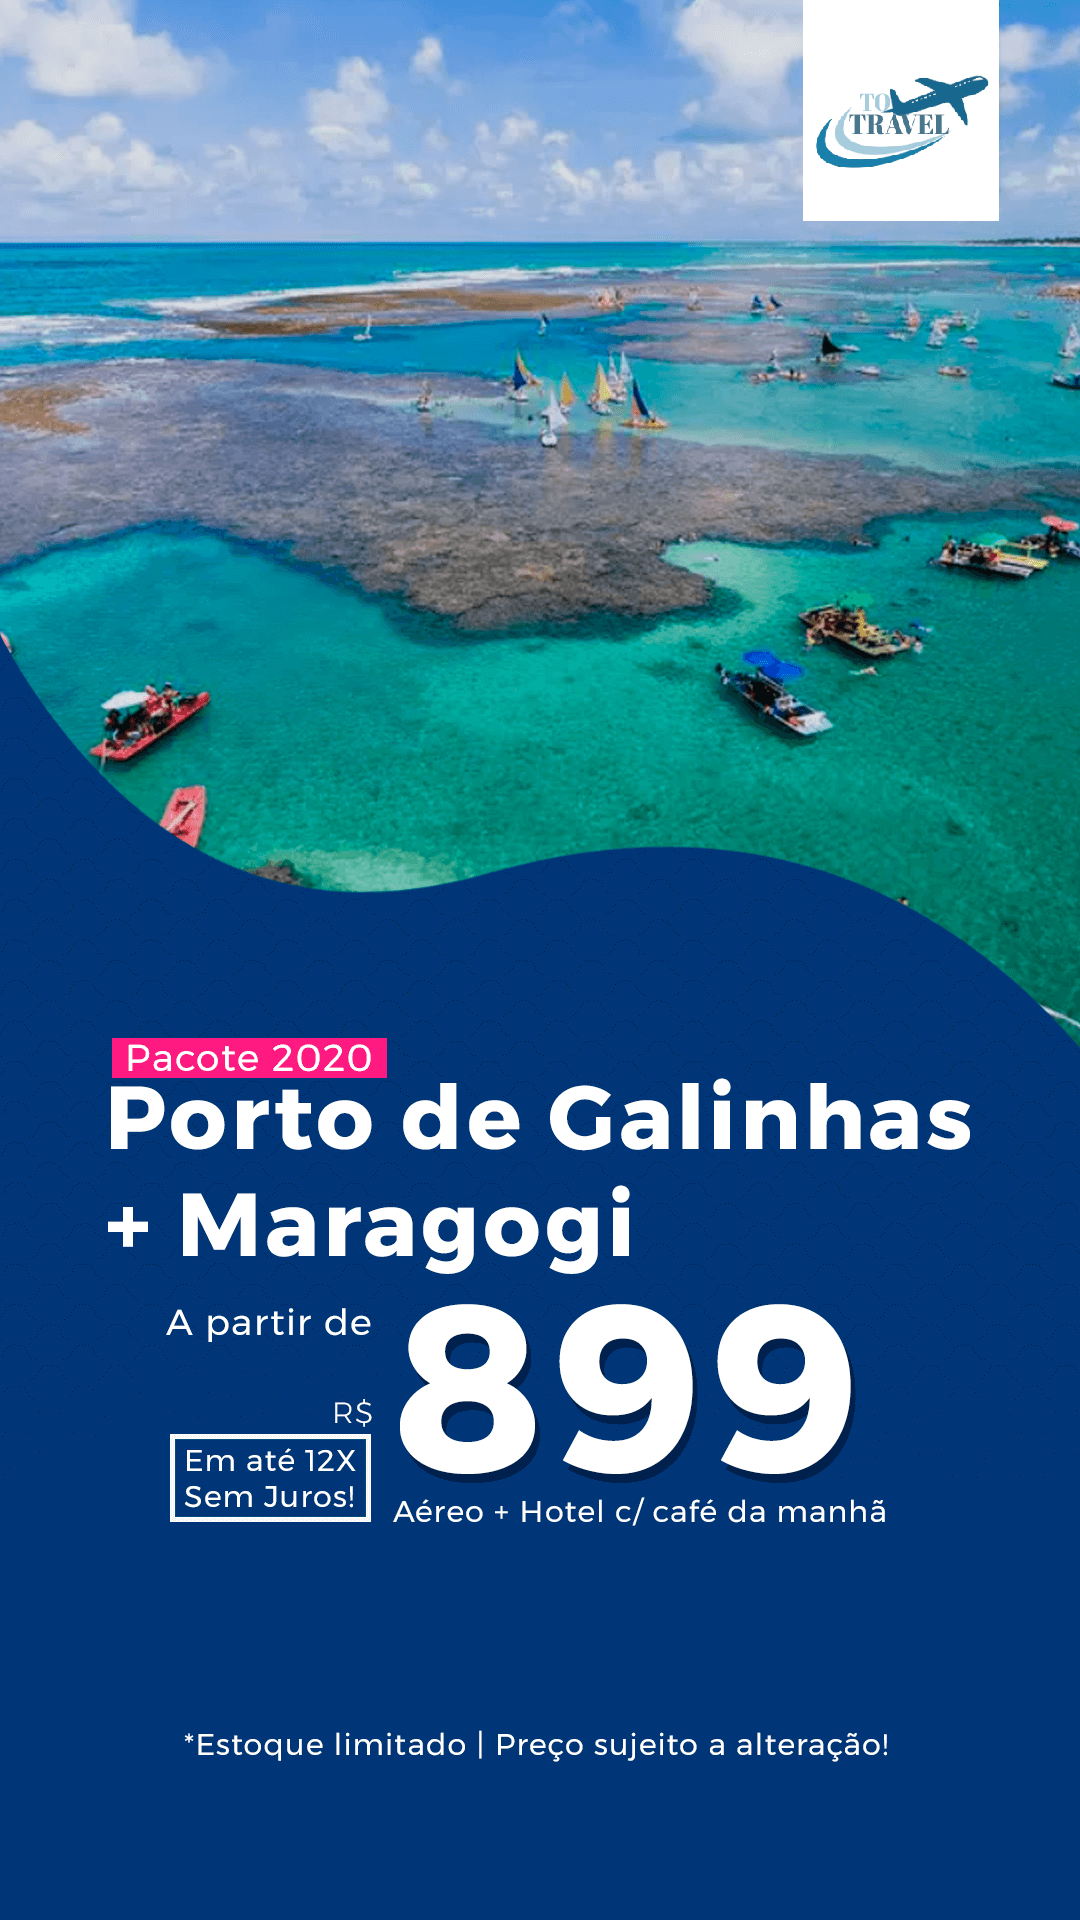 TO
TRAVEL
Pacote 2020
Porto de Galinhas
+ Maragogi
A partir de
R$
899
Em até 12X
Sem Juros!
Aéreo + Hotel c/ café da manhã
*Estoque limitado | Preço sujeito a alteração!